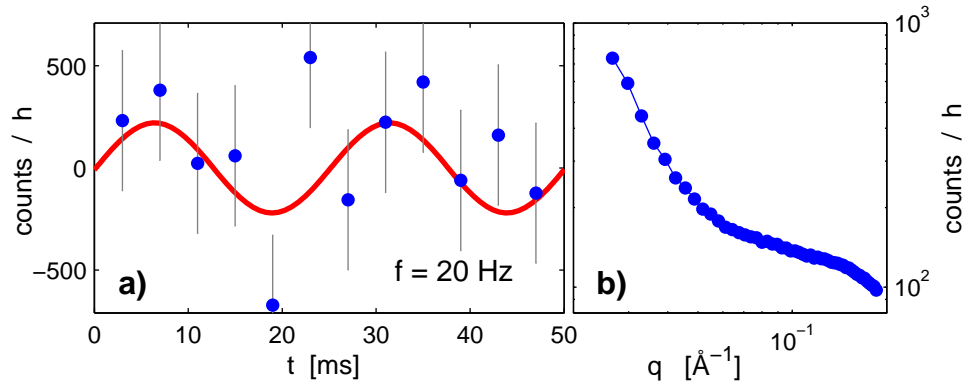 500
0
−500
counts / h
a)
f = 20 Hz
0
10
20
30
40
50
t [ms]
b)
10³
10²
counts / h
10⁻¹
q [Å⁻¹]